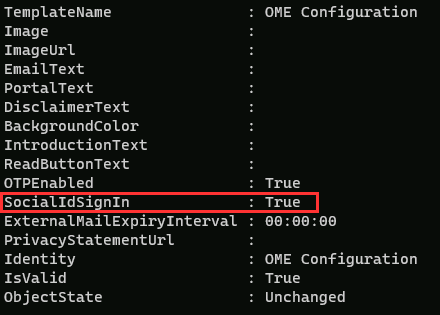 TemplateName : OME Configuration
Image :
ImageUrl :
EmailText :
PortalText :
DisclaimerText :
BackgroundColor :
IntroductionText :
ReadButtonText :
OTPEnabled : True
SocialIdSignIn : True
ExternalMailExpiryInterval : 00:00:00
PrivacyStatementUrl :
Identity : OME Configuration
IsValid : True
ObjectState : Unchanged